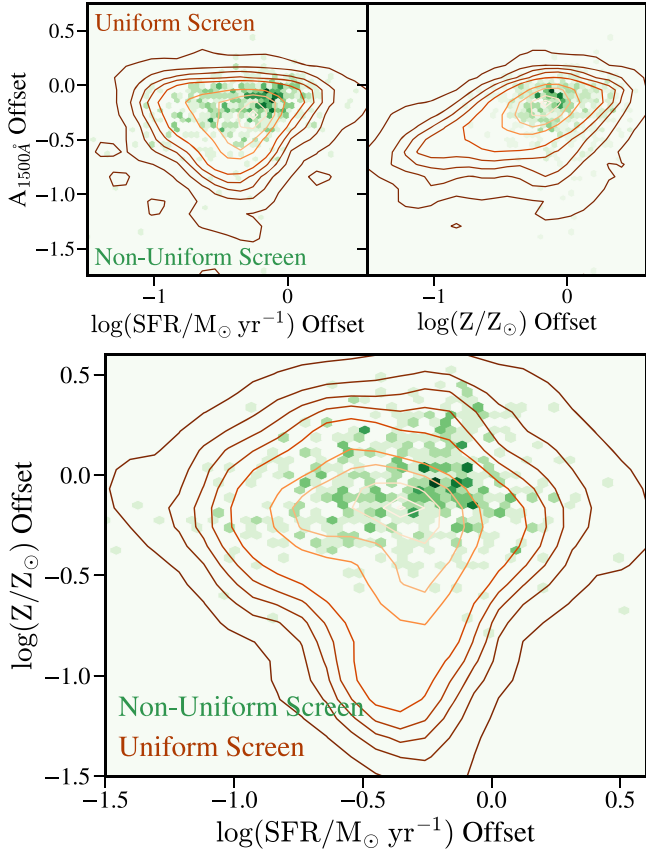 Uniform Screen
Non-Uniform Screen
0.5
0.0
−0.5
−1.0
−1.5
A1500Å Offset
−1 0
−1 0
log(SFR/M⊙ yr−1) Offset
log(Z/Z⊙) Offset
0.5
0.0
−0.5
−1.0
−1.5
log(Z/Z⊙) Offset
Non-Uniform Screen
Uniform Screen
−1.5 −1.0 −0.5 0.0 0.5
log(SFR/M⊙ yr−1) Offset